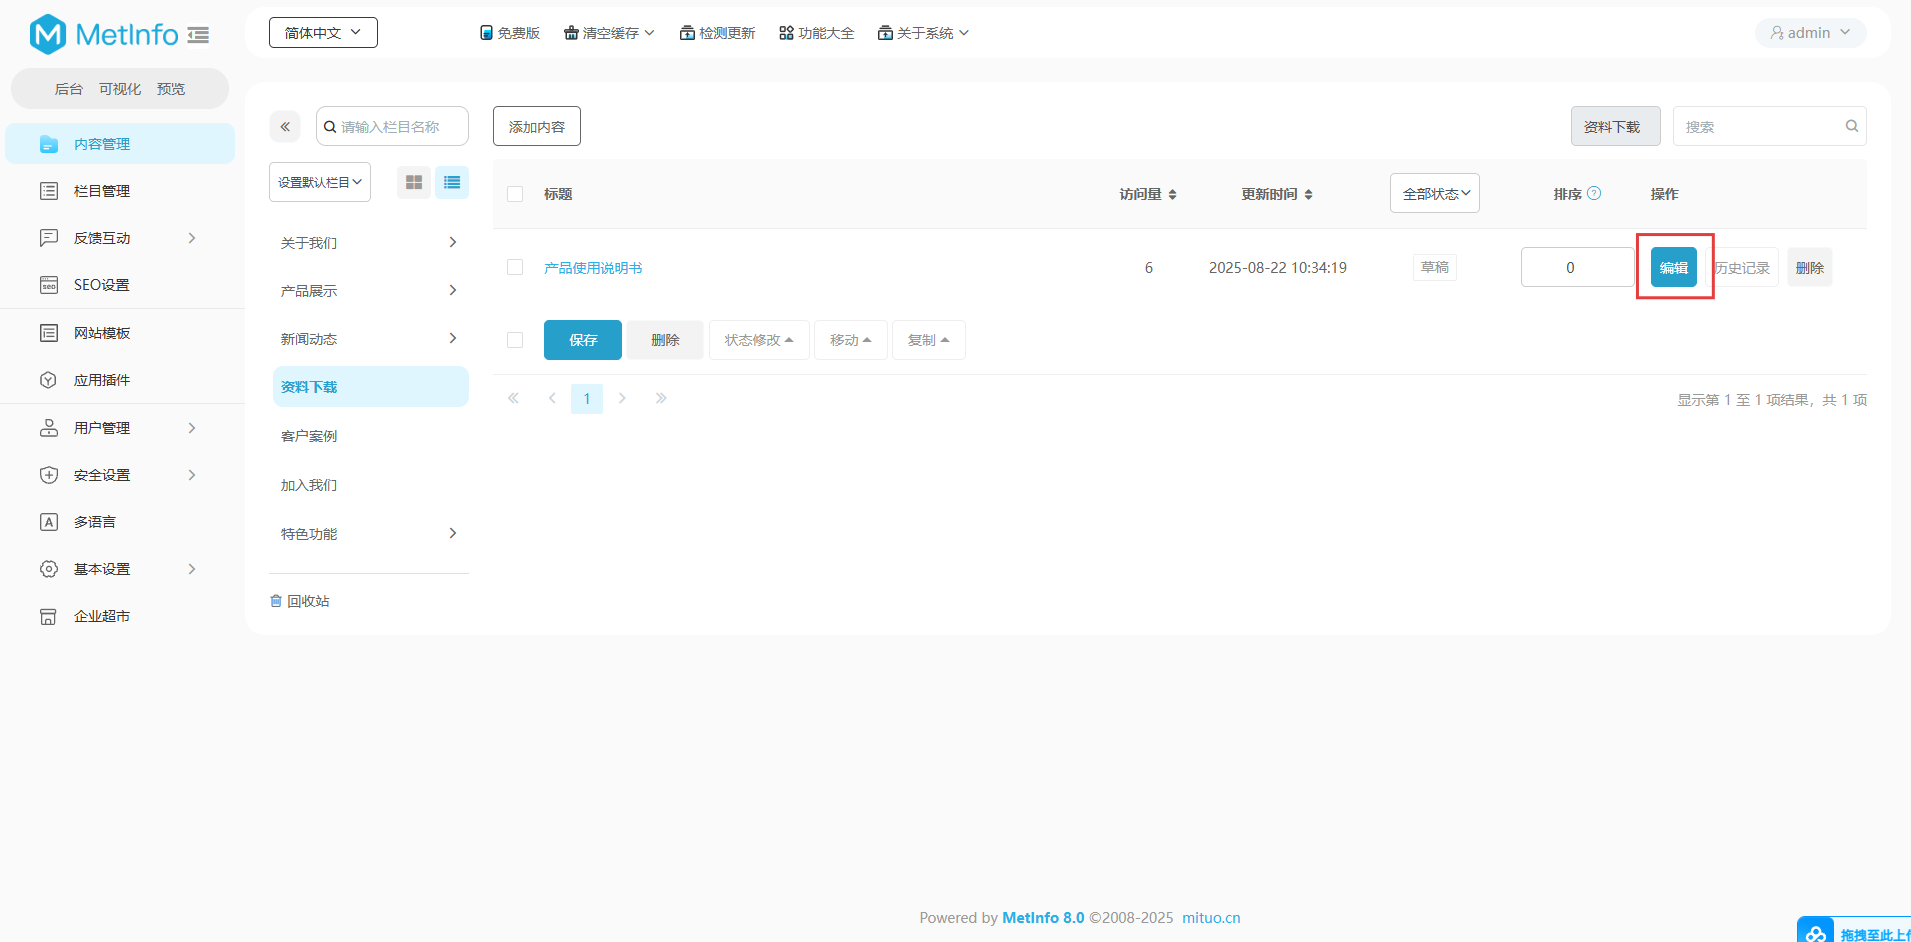 MetInfo
简体中文
免费版
清空缓存
检测更新
功能大全
关于系统
admin
后台 可视化 预览
内容管理
栏目管理
反馈互动
SEO设置
网站模板
应用插件
用户管理
安全设置
多语言
基本设置
企业超市
请输入栏目名称
设置默认栏目
关于我们
产品展示
新闻动态
资料下载
客户案例
加入我们
特色功能
回收站
添加内容
资料下载
搜索
标题 访问量 更新时间 全部状态 排序 操作
产品使用说明书 6 2025-08-22 10:34:19 草稿 0 编辑 历史记录 删除
保存 删除 状态修改 移动 复制
1
显示第 1 至 1 项结果，共 1 项
Powered by MetInfo 8.0 ©2008-2025 mituo.cn
拖拽至此上